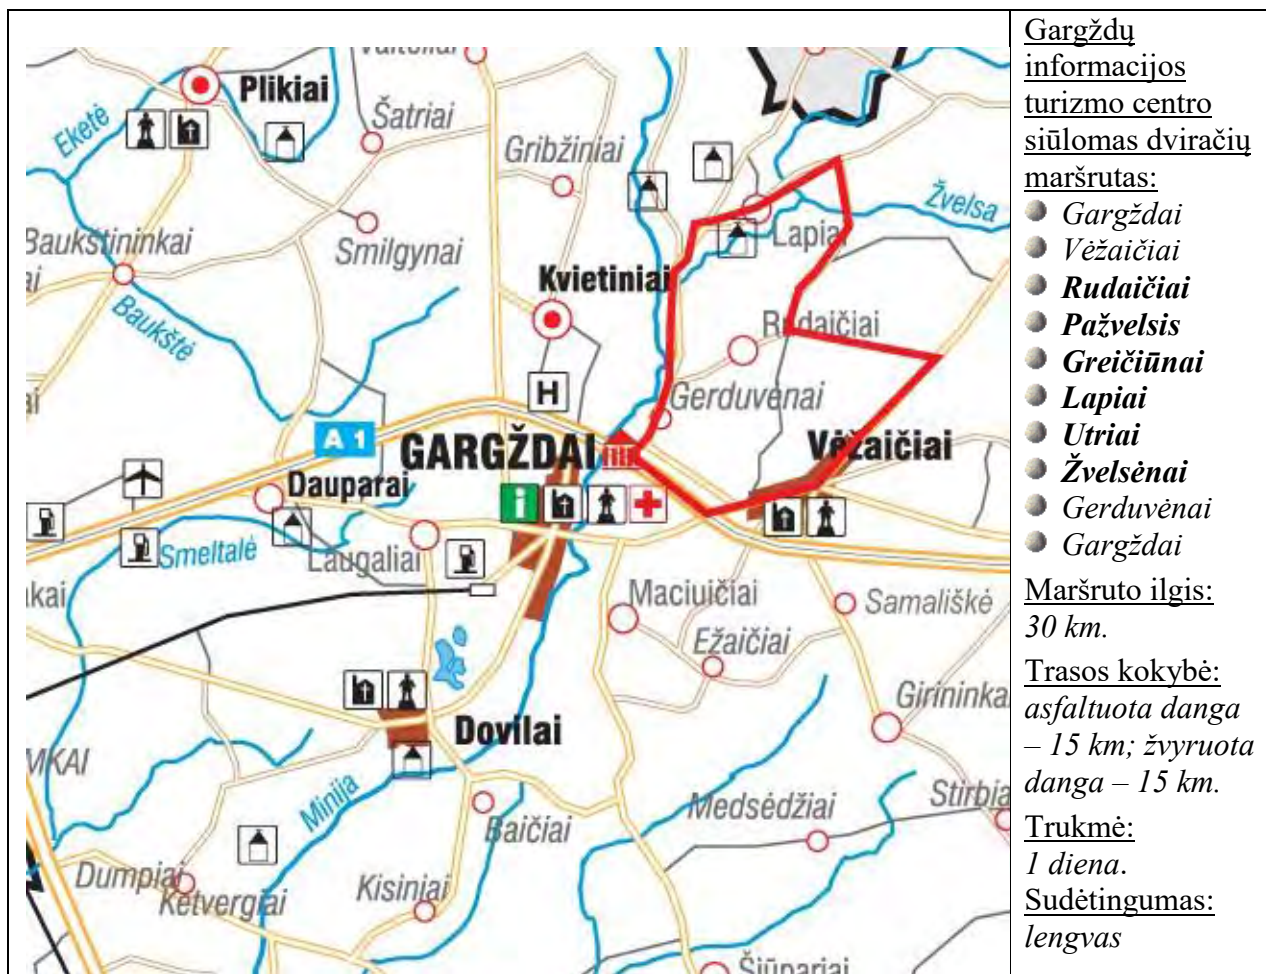 Valteliai
Plikiai
Šatriai
Eketė
Gribžiniai
Žvelsa
Lapiai
Baukštininkai
Smilgynai
Kvietiniai
Baukštė
Rudaičiai
H
Gerduvėnai
A 1
GARGŽDAI
Vėžaičiai
Dauparai
i
Smeltalė
Laugaliai
Maciuičiai
Samališkė
Ežaičiai
Girininkai
Dovilai
Minija
Medsėdžiai
Stirbiai
Baičiai
Dumpiai
Ketvergiai
Kisiniai
Šiūpariai
Gargždų
informacijos
turizmo centro
siūlomas dviračių
maršrutas:
Gargždai
Vėžaičiai
Rudaičiai
Pažvelsis
Greičiūnai
Lapiai
Utriai
Žvelsėnai
Gerduvėnai
Gargždai
Maršruto ilgis:
30 km.
Trasos kokybė:
asfaltuota danga
– 15 km; žvyruota
danga – 15 km.
Trukmė:
1 diena.
Sudėtingumas:
lengvas